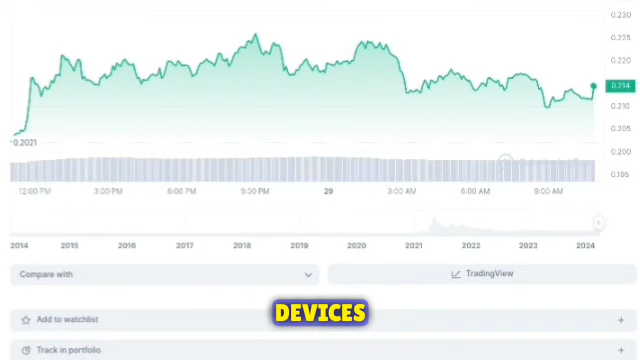 0.230
0.225
0.220
0.214
0.210
0.205
0.2021
0.200
0.195
12:00 PM 3:00 PM 6:00 PM 9:00 PM 29 3:00 AM 6:00 AM 9:00 AM
2014 2015 2016 2017 2018 2019 2020 2021 2022 2023 2024
Compare with
TradingView
DEVICES
Add to watchlist +
Track in portfolio +